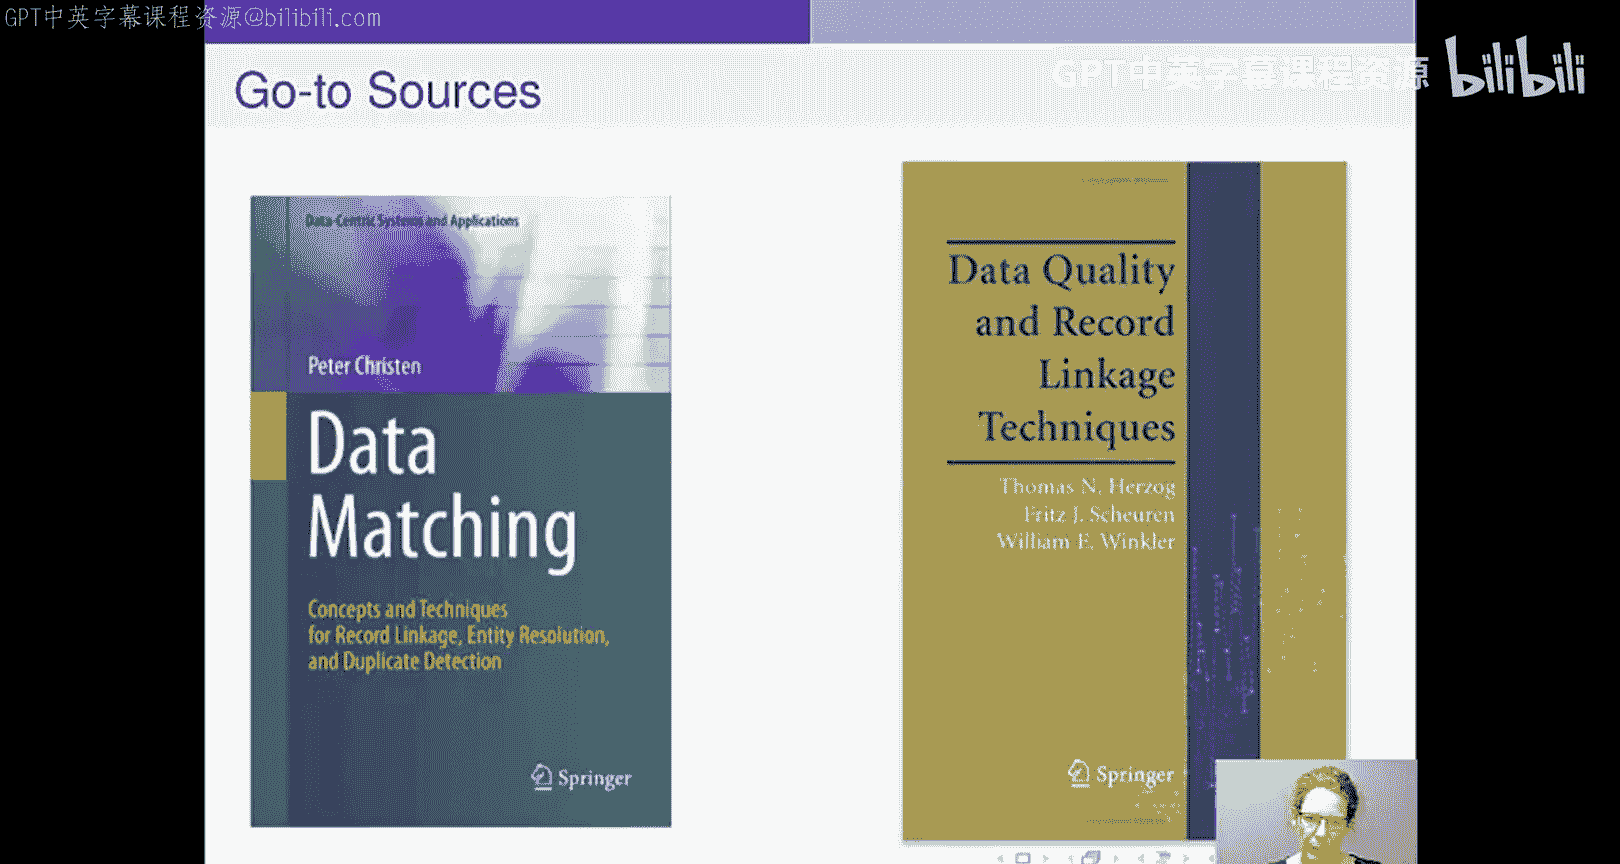 GPT中英字幕课程资源@bilibili.com
GPT中英字幕课程资源 bilibili
Go-to Sources
Data-Centric Systems and Applications
Peter Christen
Data
Matching
Concepts and Techniques
for Record Linkage, Entity Resolution,
and Duplicate Detection
Springer
Data Quality
and Record
Linkage
Techniques
Thomas N. Herzog
Fritz J. Scheuren
William E. Winkler
Springer